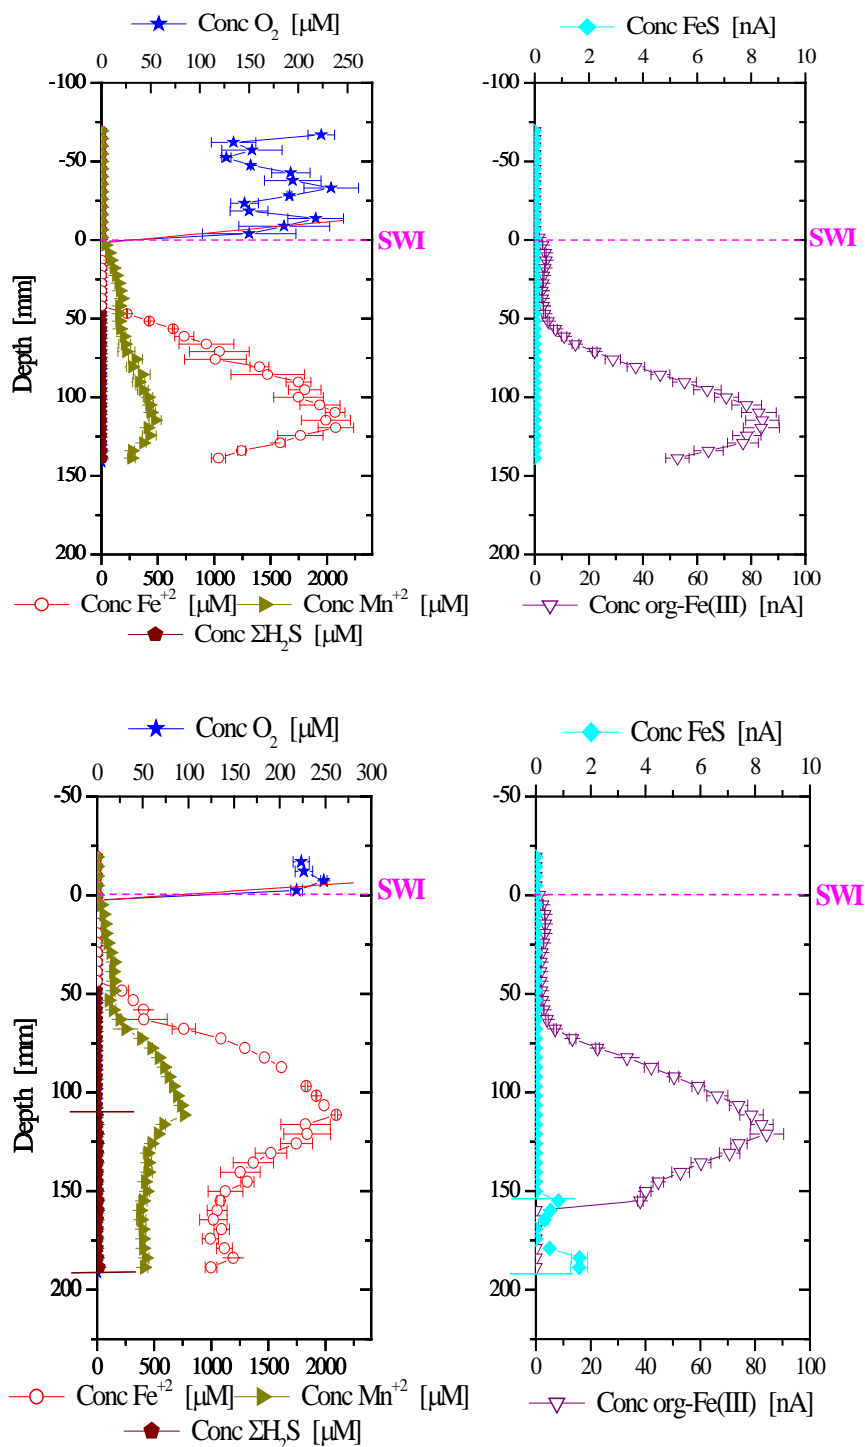 Conc O2 [µM]
Conc FeS [nA]
0 50 100 150 200 250
0 2 4 6 8 10
-100
-50
0
50
100
150
200
Depth [mm]
SWI
-100
-50
0
50
100
150
200
SWI
0 500 1000 1500 2000
0 20 40 60 80 100
Conc Fe+2 [µM] Conc Mn+2 [µM]
Conc org-Fe(III) [nA]
Conc ΣH2S [µM]
Conc O2 [µM]
Conc FeS [nA]
0 50 100 150 200 250 300
0 2 4 6 8 10
-50
0
50
100
150
200
Depth [mm]
SWI
-50
0
50
100
150
200
SWI
0 500 1000 1500 2000
0 20 40 60 80 100
Conc Fe+2 [µM] Conc Mn+2 [µM]
Conc org-Fe(III) [nA]
Conc ΣH2S [µM]